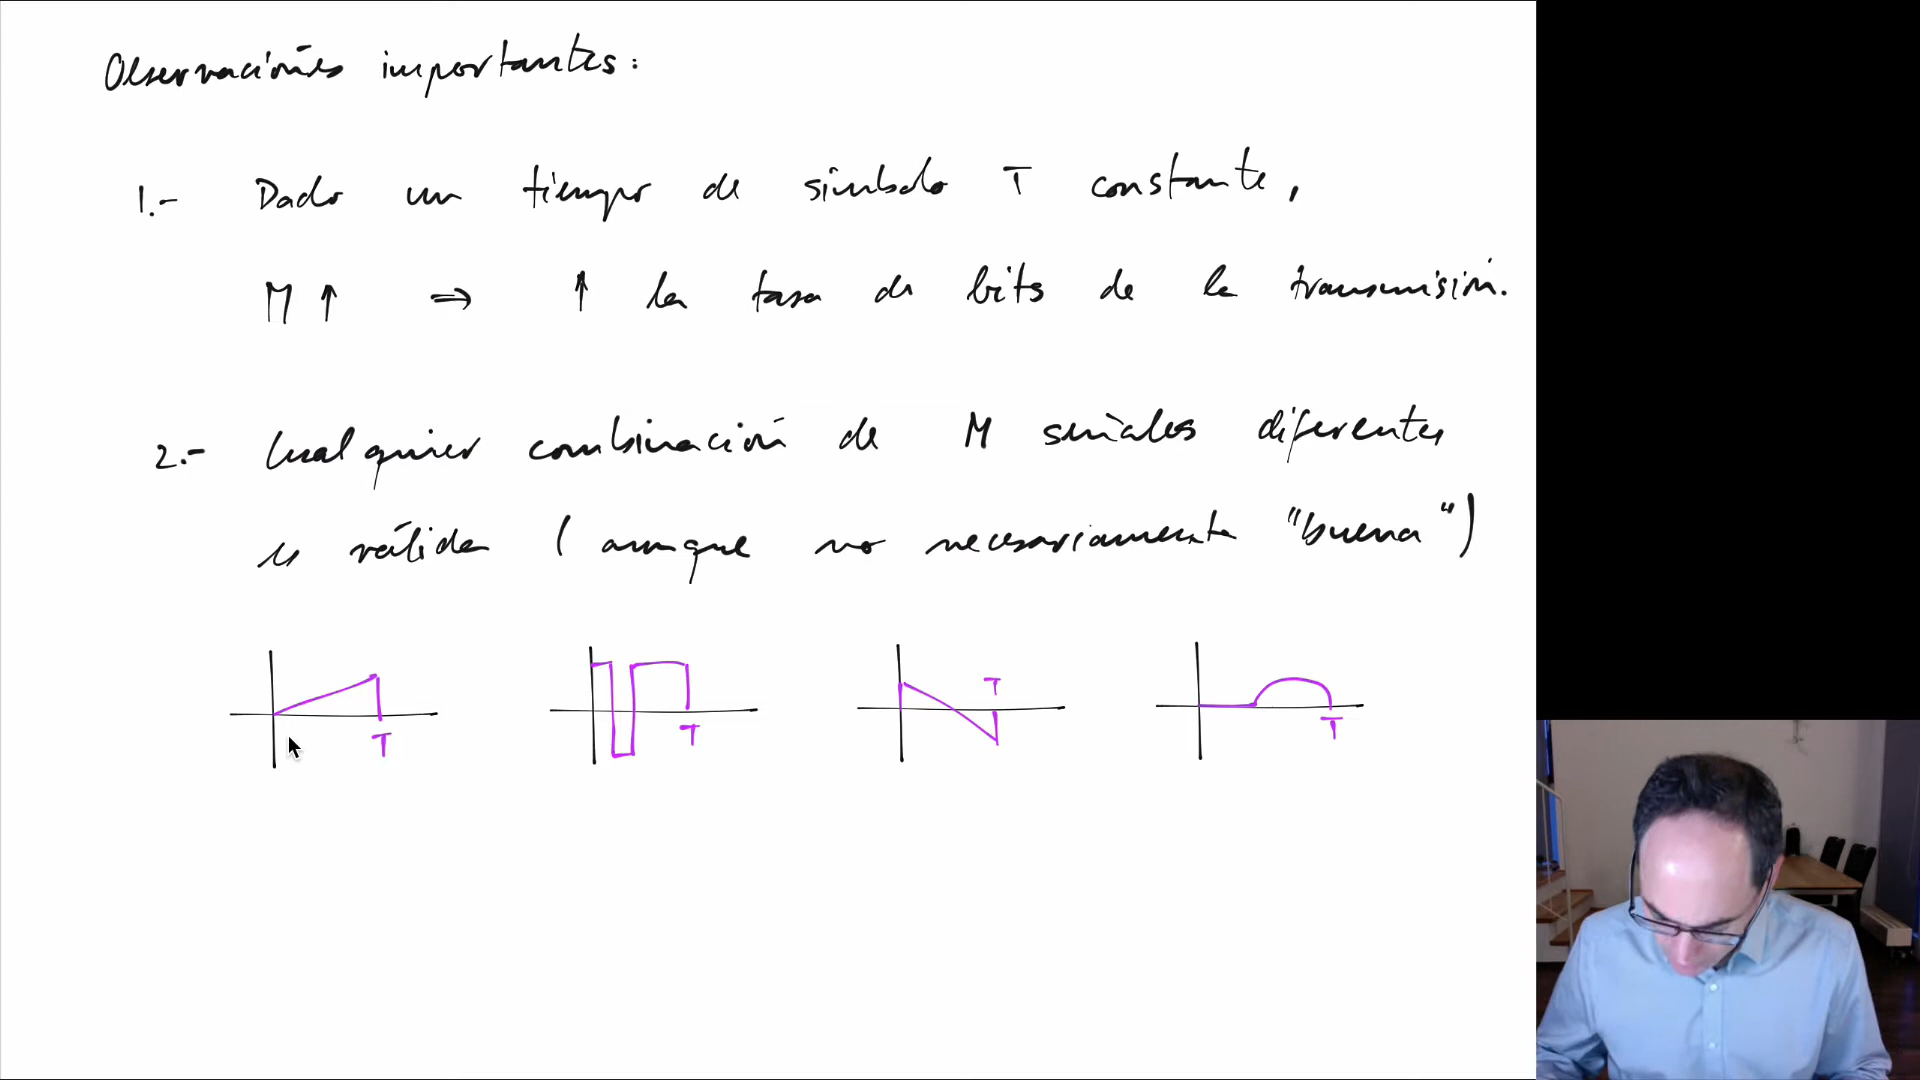 Observaciones importantes:
1.- Dado un tiempo de símbolo T constante,
M ↑ ⇒ ↑ la tasa de bits de la transmisión.
2.- Cualquier combinación de M señales diferentes
es válida (aunque no necesariamente "buena")
T T T T